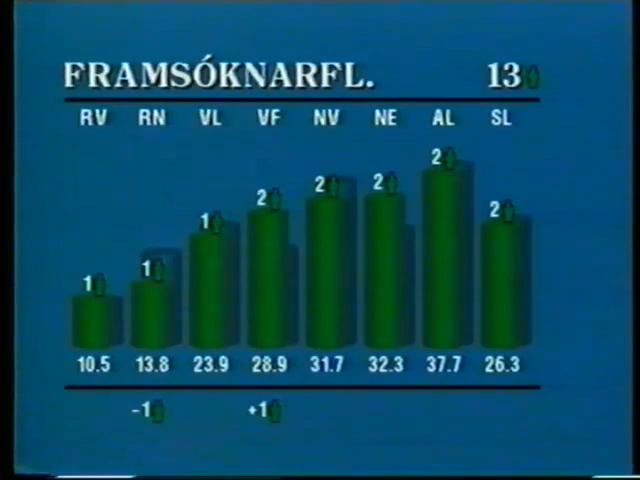 FRAMSÓKNARFL. 13
RV RN VL VF NV NE AL SL
1 1 1 2 2 2 2 2
10.5 13.8 23.9 28.9 31.7 32.3 37.7 26.3
-1 +1